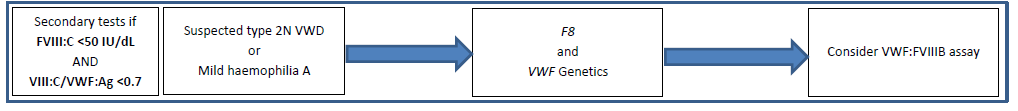 Secondary tests if
FVIII:C <50 IU/dL
AND
VIII:C/VWF:Ag <0.7
Suspected type 2N VWD
or
Mild haemophilia A
F8
and
VWF Genetics
Consider VWF:FVIIIB assay